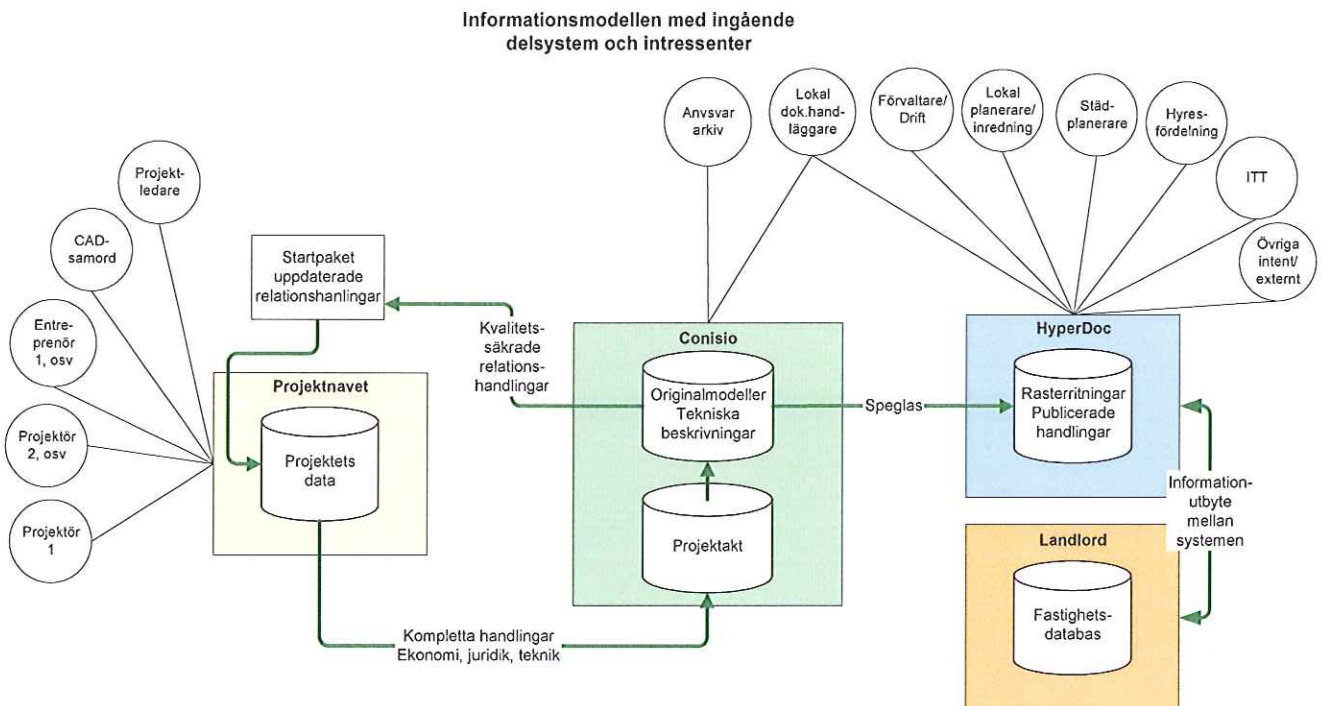 Informationsmodellen med ingående
delsystem och intressenter
Anvsvar
arkiv
Lokal
dok.hand-
läggare
Förvaltare/
Drift
Lokal
planerare/
inredning
Städ-
planerare
Hyres-
fördelning
ITT
Övriga
intent/
externt
Projekt-
ledare
CAD-
samord
Entre-
prenör
1, osv
Projektör
2, osv
Projektör
1
Startpaket
uppdaterade
relationshanlingar
Kvalitets-
säkrade
relations-
handlingar
Projektnavet
Projektets
data
Conisio
Originalmodeller
Tekniska
beskrivningar
Projektakt
Speglas
HyperDoc
Rasterritningar
Publicerade
handlingar
Information-
utbyte
mellan
systemen
Landlord
Fastighets-
databas
Kompletta handlingar
Ekonomi, juridik, teknik